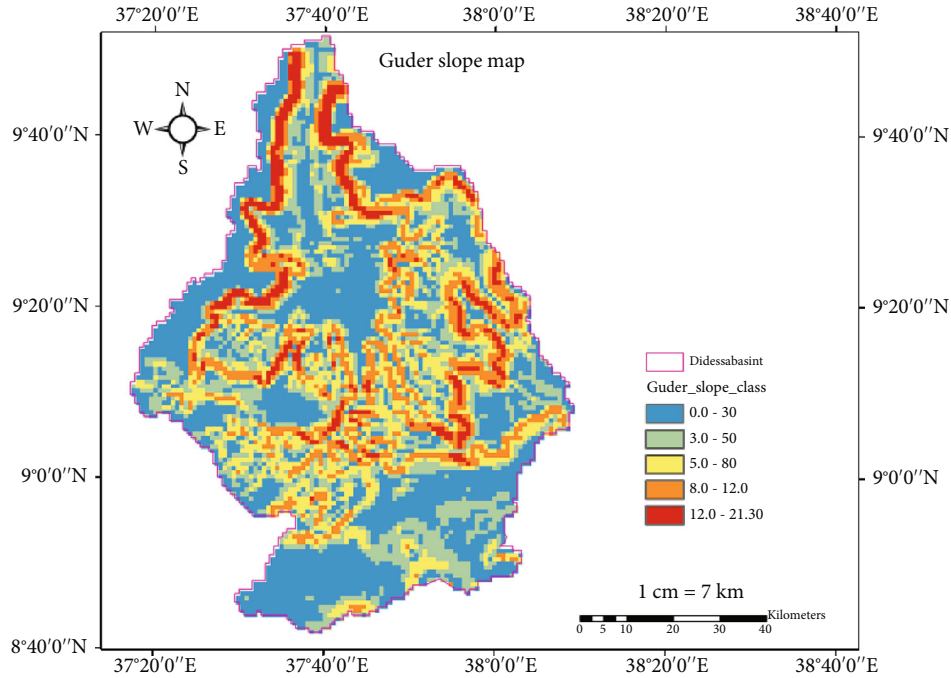 37°20'0''E 37°40'0''E 38°0'0''E 38°20'0''E 38°40'0''E
Guder slope map
N
W E
S
9°40'0''N 9°40'0''N
9°20'0''N 9°20'0''N
Didessabasint
Guder_slope_class
0.0 - 30
3.0 - 50
5.0 - 80
8.0 - 12.0
12.0 - 21.30
9°0'0''N 9°0'0''N
1 cm = 7 km
Kilometers
0 5 10 20 30 40
8°40'0''N
37°20'0''E 37°40'0''E 38°0'0''E 38°20'0''E 38°40'0''E